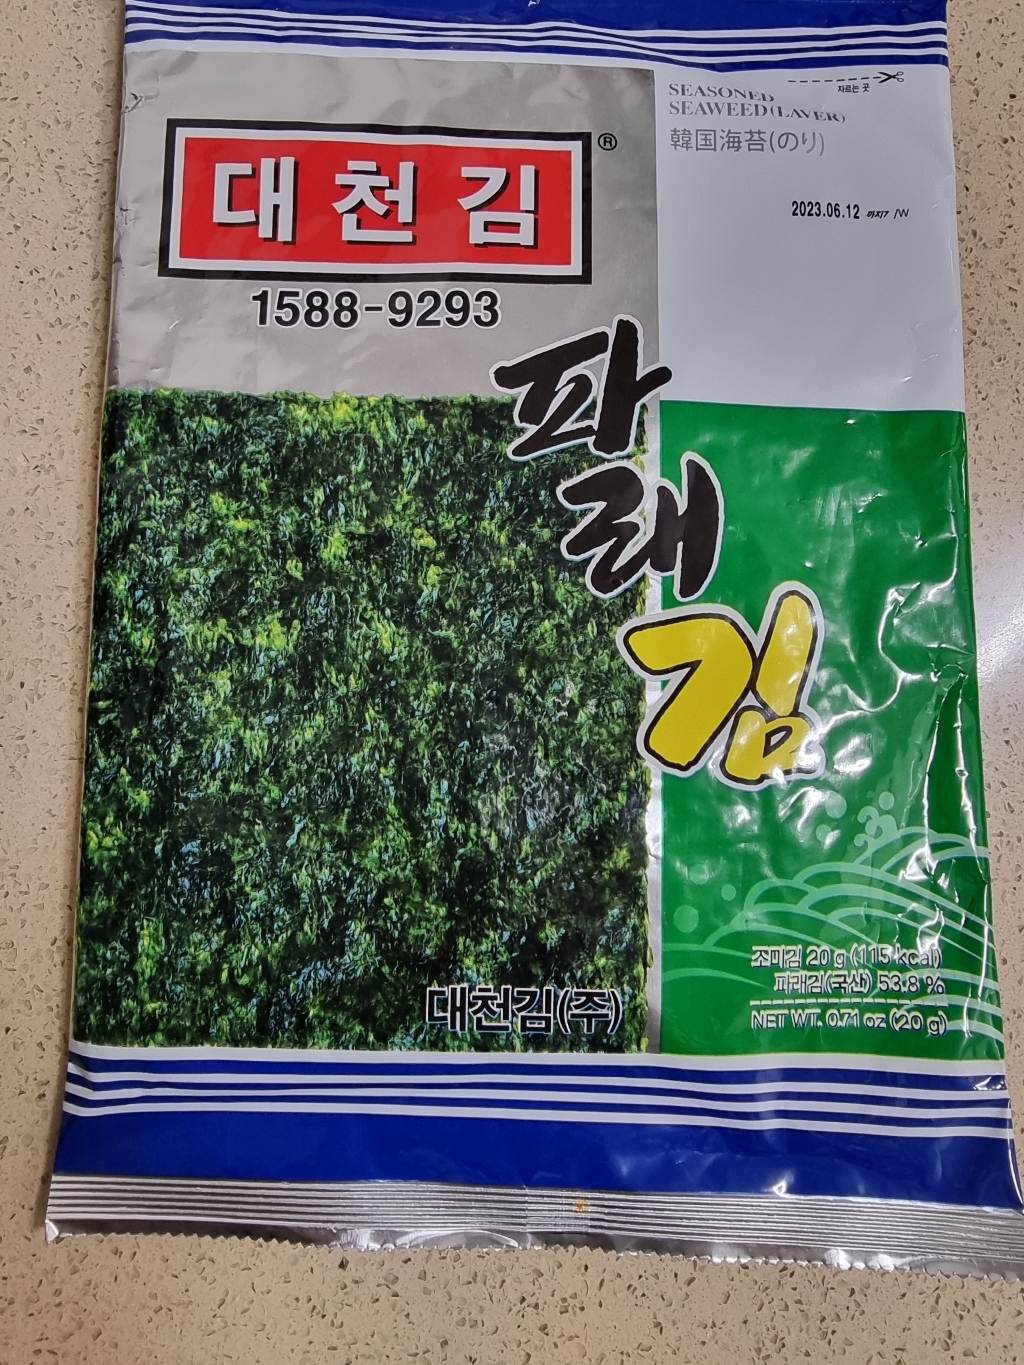 SEASONED
SEAWEED(LAVER)
韓国海苔(のり)
자르는 곳
대천김®
1588-9293
2023.06.12 까지
파래김
조미김 20 g (115 kcal)
파래김(국산) 53.8 %
NET WT. 0.71 oz (20 g)
대천김(주)